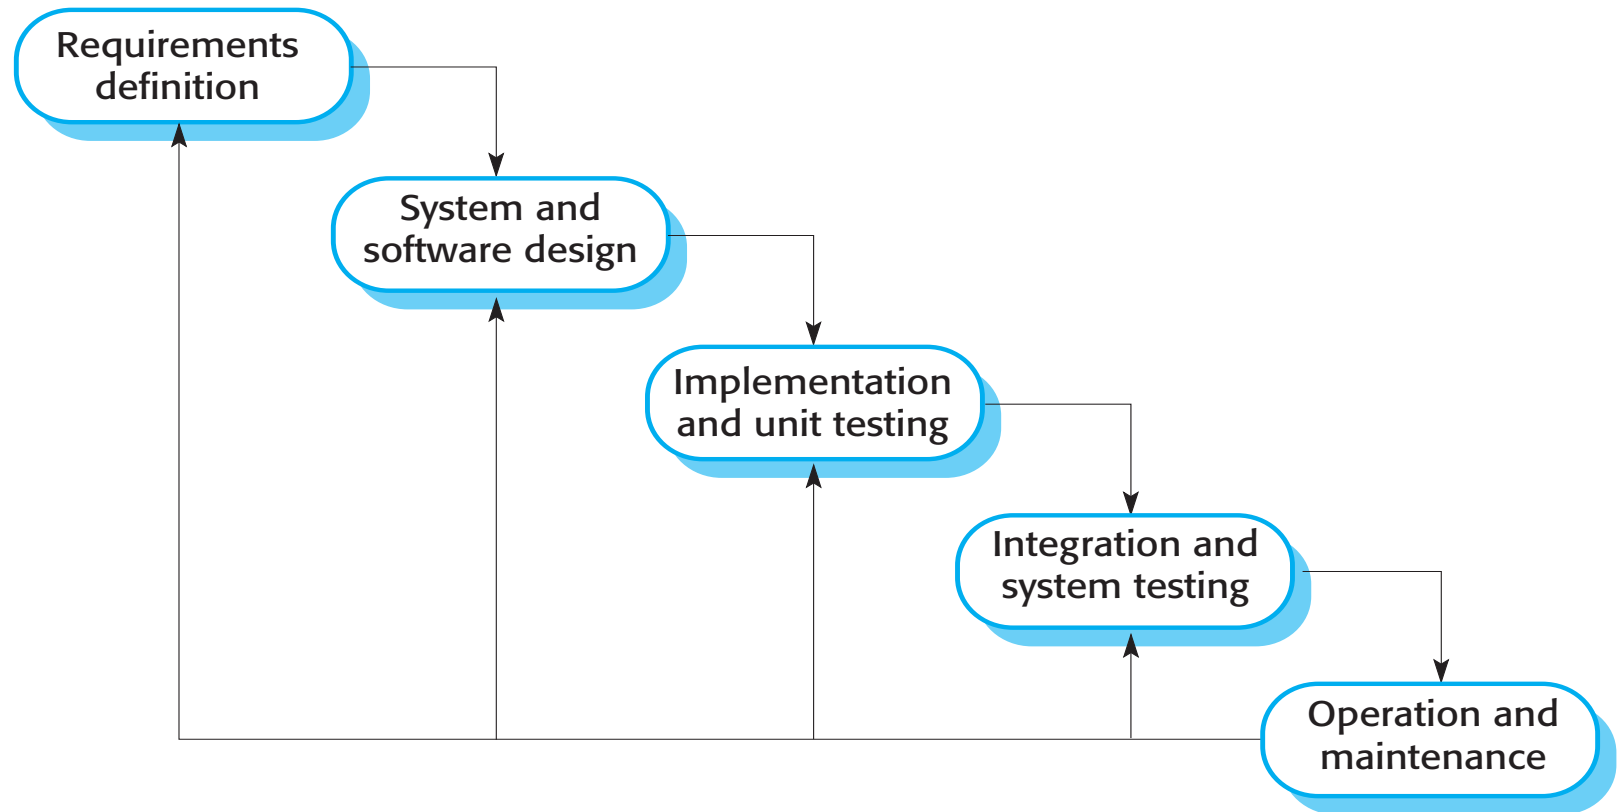 Requirements
definition
System and
software design
Implementation
and unit testing
Integration and
system testing
Operation and
maintenance